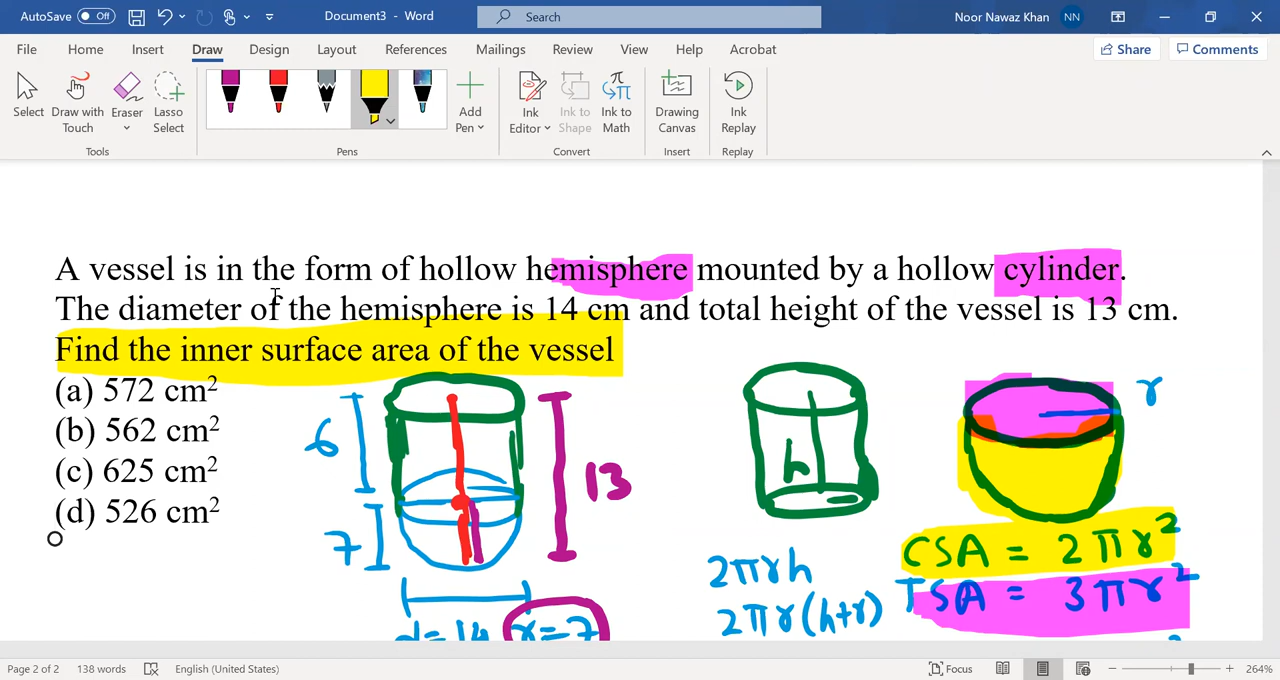 AutoSave Off Document3 - Word Search Noor Nawaz Khan NN
File Home Insert Draw Design Layout References Mailings Review View Help Acrobat Share Comments
Select Draw with Touch Eraser Lasso Select Add Pen Ink Editor Ink to Shape Ink to Math Drawing Canvas Ink Replay
Tools Pens Convert Insert Replay
A vessel is in the form of hollow hemisphere mounted by a hollow cylinder.
The diameter of the hemisphere is 14 cm and total height of the vessel is 13 cm.
Find the inner surface area of the vessel
(a) 572 cm²
(b) 562 cm²
(c) 625 cm²
(d) 526 cm²
6
7
13
d=14 r=7
h
r
2πrh
2πr(h+r)
CSA = 2πr²
TSA = 3πr²
Page 2 of 2 138 words English (United States) Focus 264%